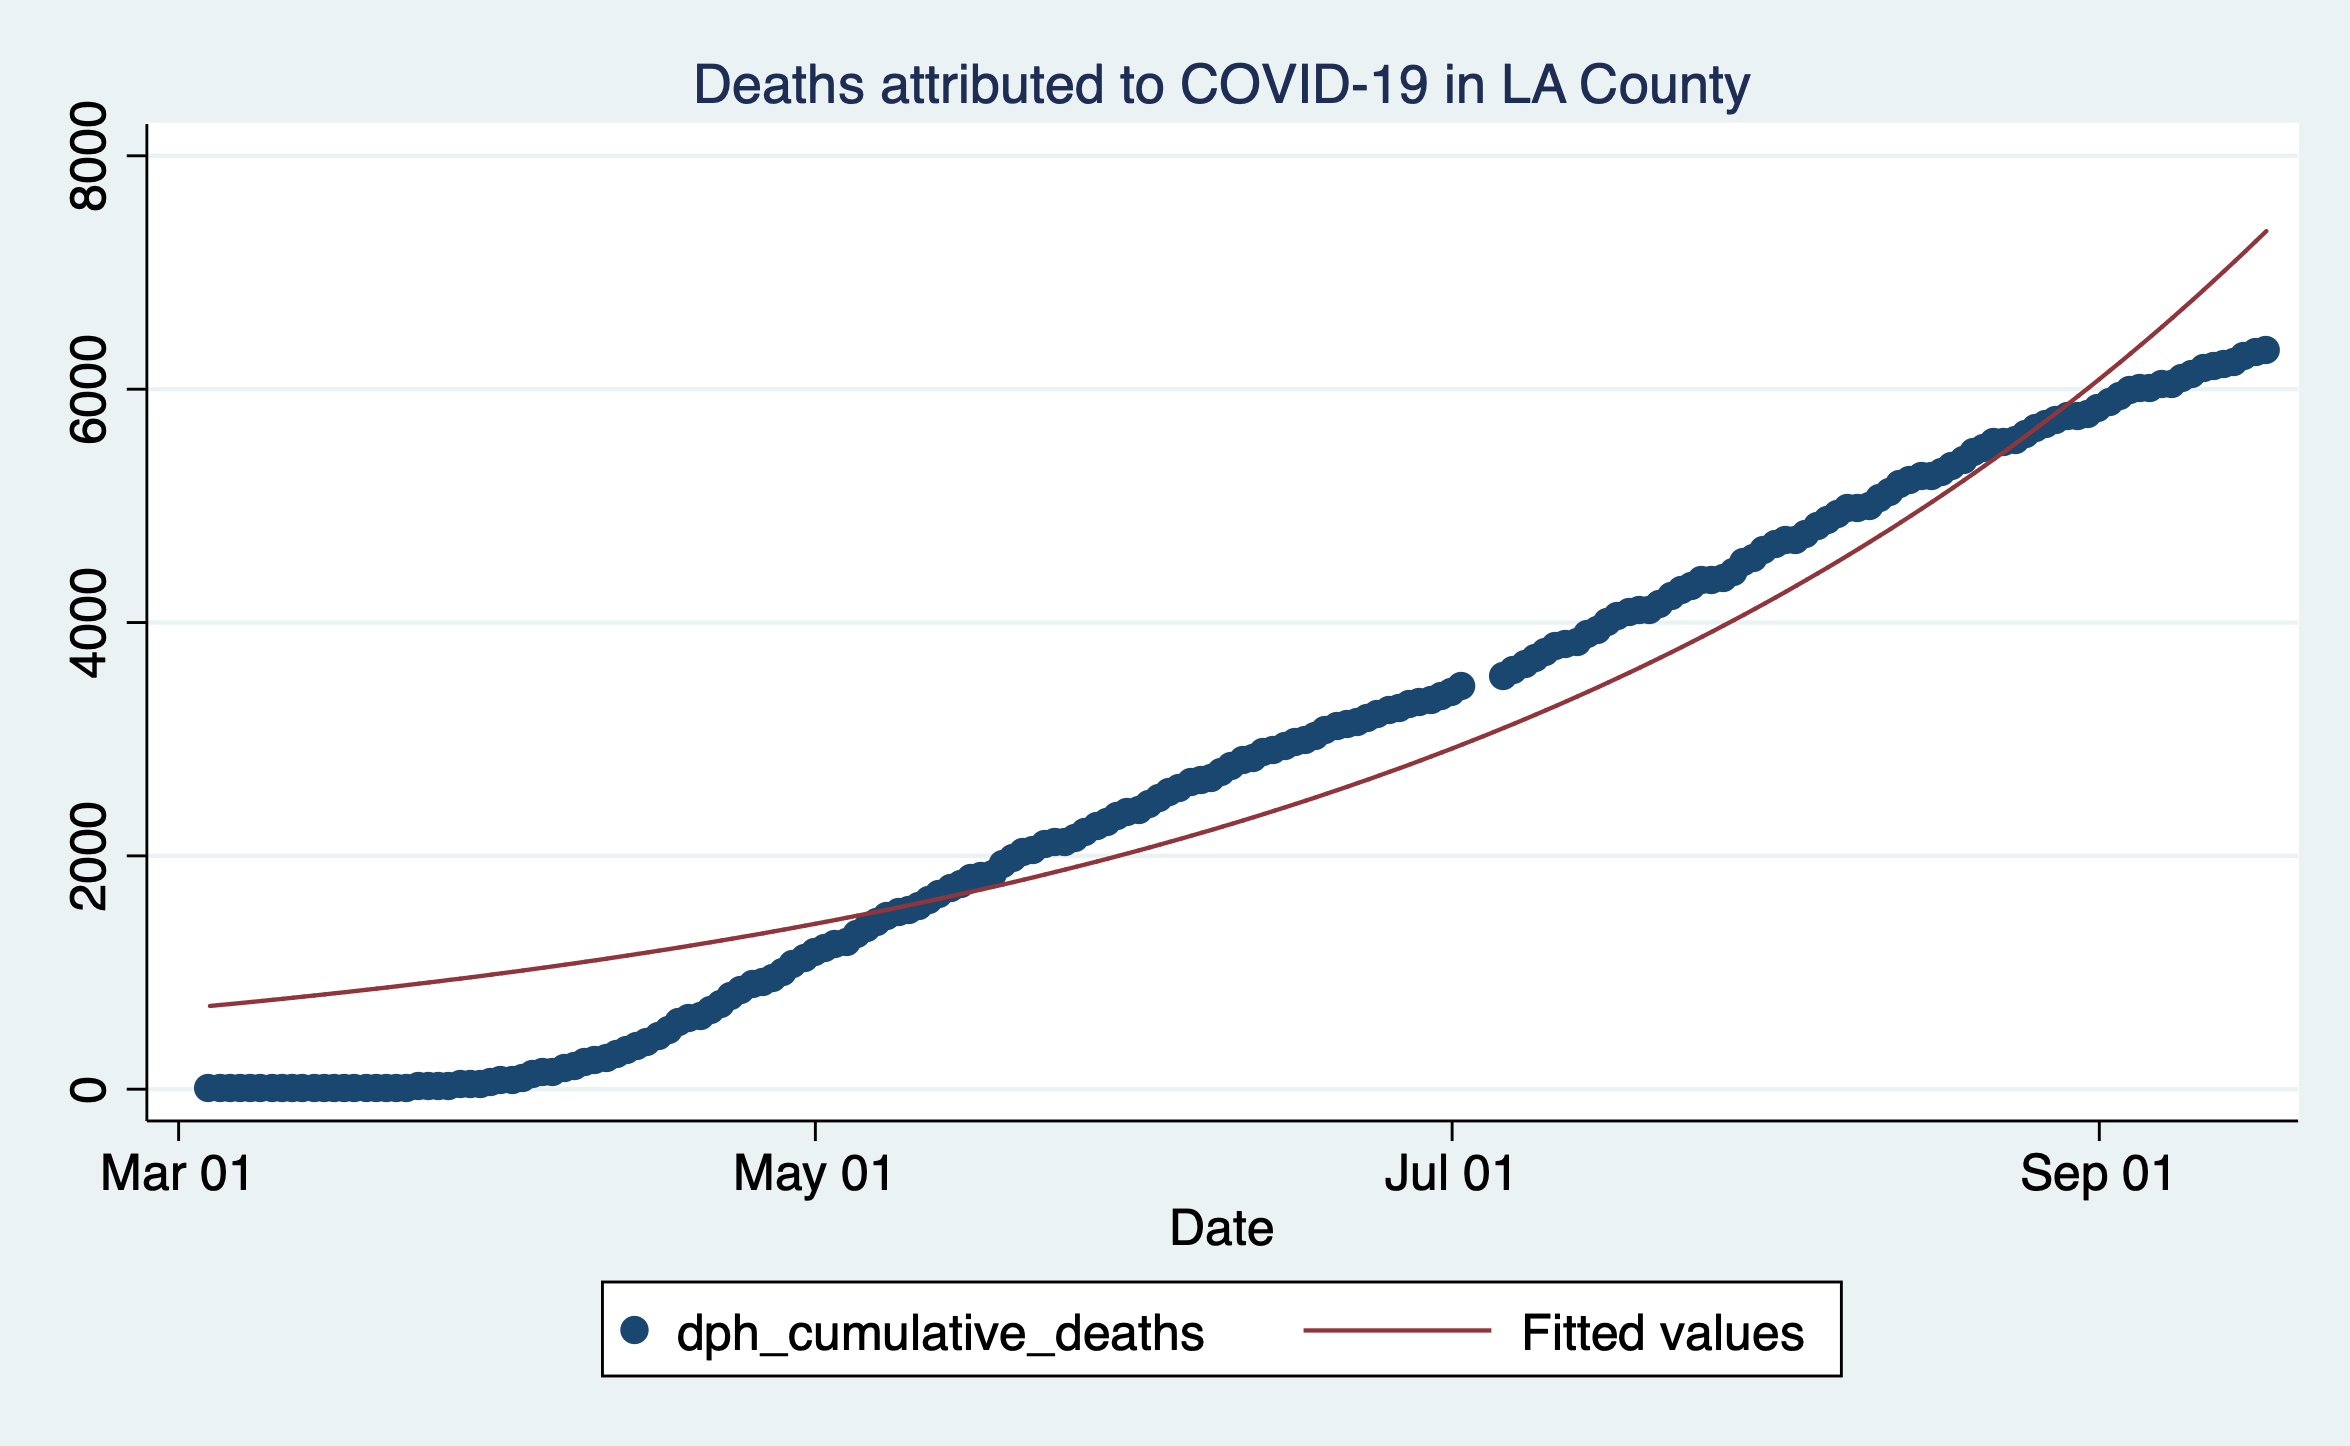 Deaths attributed to COVID-19 in LA County
8000
6000
4000
2000
0
Mar 01 May 01 Jul 01 Sep 01
Date
dph_cumulative_deaths Fitted values